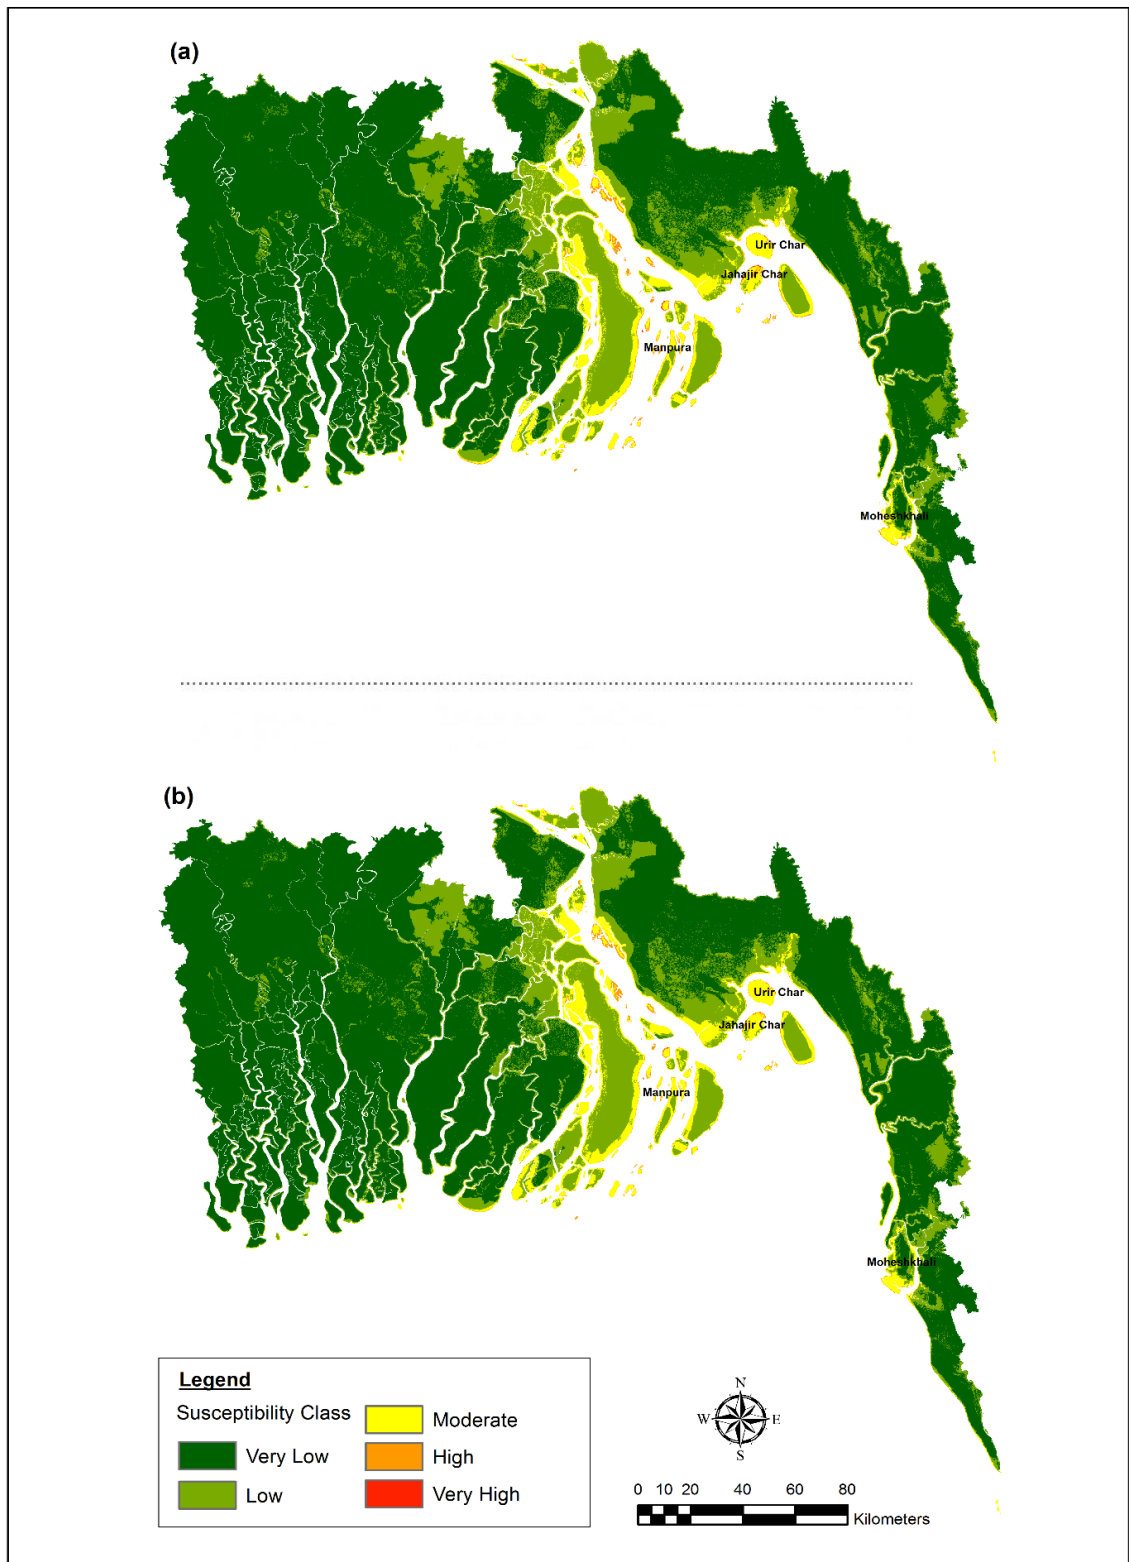 (a)
Urir Char
Jahajir Char
Manpura
Moheshkhali
(b)
Urir Char
Jahajir Char
Manpura
Moheshkhali
Legend
Susceptibility Class
Very Low
Low
Moderate
High
Very High
N
W E
S
0 10 20 40 60 80
Kilometers